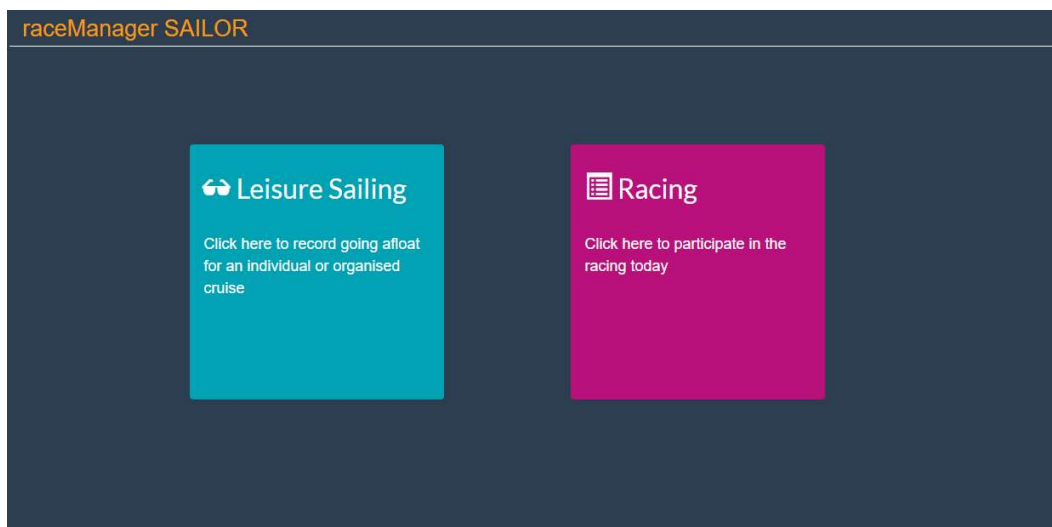 raceManager SAILOR
Leisure Sailing
Click here to record going afloat
for an individual or organised
cruise
Racing
Click here to participate in the
racing today